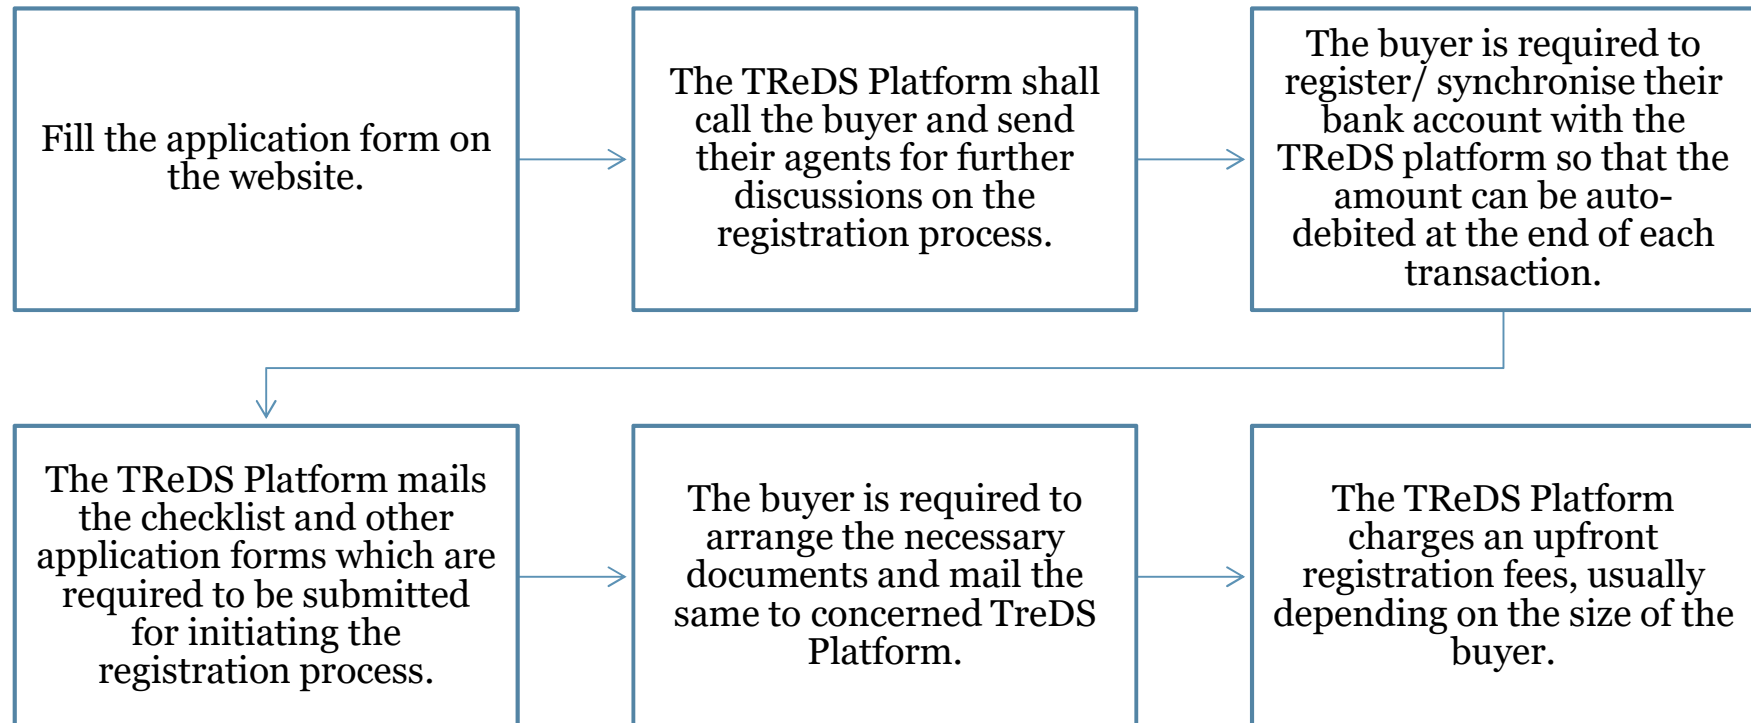 Fill the application form on
the website.
The TReDS Platform shall
call the buyer and send
their agents for further
discussions on the
registration process.
The buyer is required to
register/ synchronise their
bank account with the
TReDS platform so that the
amount can be auto-
debited at the end of each
transaction.
The TReDS Platform mails
the checklist and other
application forms which are
required to be submitted
for initiating the
registration process.
The buyer is required to
arrange the necessary
documents and mail the
same to concerned TreDS
Platform.
The TReDS Platform
charges an upfront
registration fees, usually
depending on the size of the
buyer.